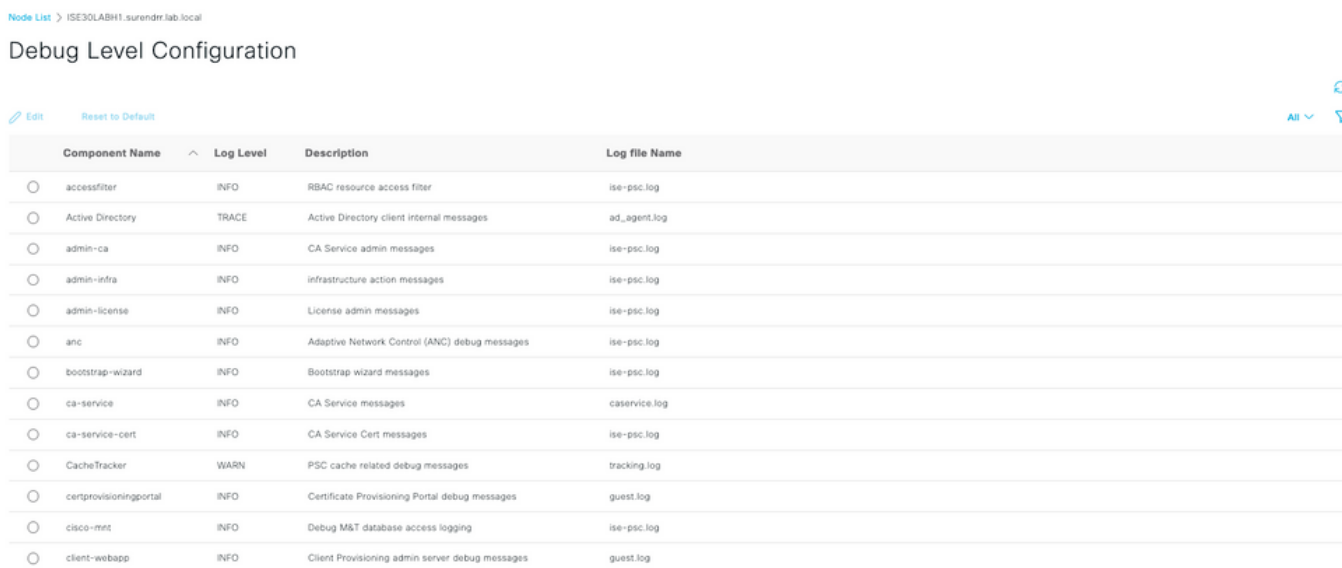 Node List > ISE30LABH1.surendrr.lab.local
Debug Level Configuration
Edit Reset to Default All
Component Name Log Level Description Log file Name
accessfilter INFO RBAC resource access filter ise-psc.log
Active Directory TRACE Active Directory client internal messages ad_agent.log
admin-ca INFO CA Service admin messages ise-psc.log
admin-infra INFO infrastructure action messages ise-psc.log
admin-license INFO License admin messages ise-psc.log
anc INFO Adaptive Network Control (ANC) debug messages ise-psc.log
bootstrap-wizard INFO Bootstrap wizard messages ise-psc.log
ca-service INFO CA Service messages caservice.log
ca-service-cert INFO CA Service Cert messages ise-psc.log
CacheTracker WARN PSC cache related debug messages tracking.log
certprovisioningportal INFO Certificate Provisioning Portal debug messages guest.log
cisco-mnt INFO Debug M&T database access logging ise-psc.log
client-webapp INFO Client Provisioning admin server debug messages guest.log